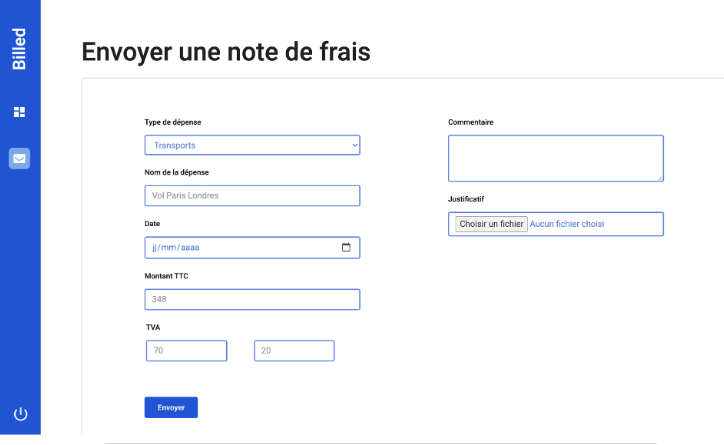 Billed
Envoyer une note de frais
Type de dépense
Transports
Nom de la dépense
Vol Paris Londres
Date
jj/mm/aaaa
Montant TTC
348
TVA
70 20
Envoyer
Commentaire
Justificatif
Choisir un fichier Aucun fichier choisi